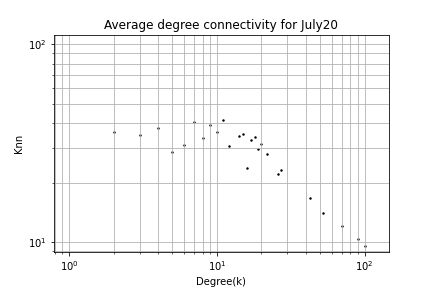 Average degree connectivity for July20
10²
Knn
10¹
10⁰ 10¹ 10²
Degree(k)